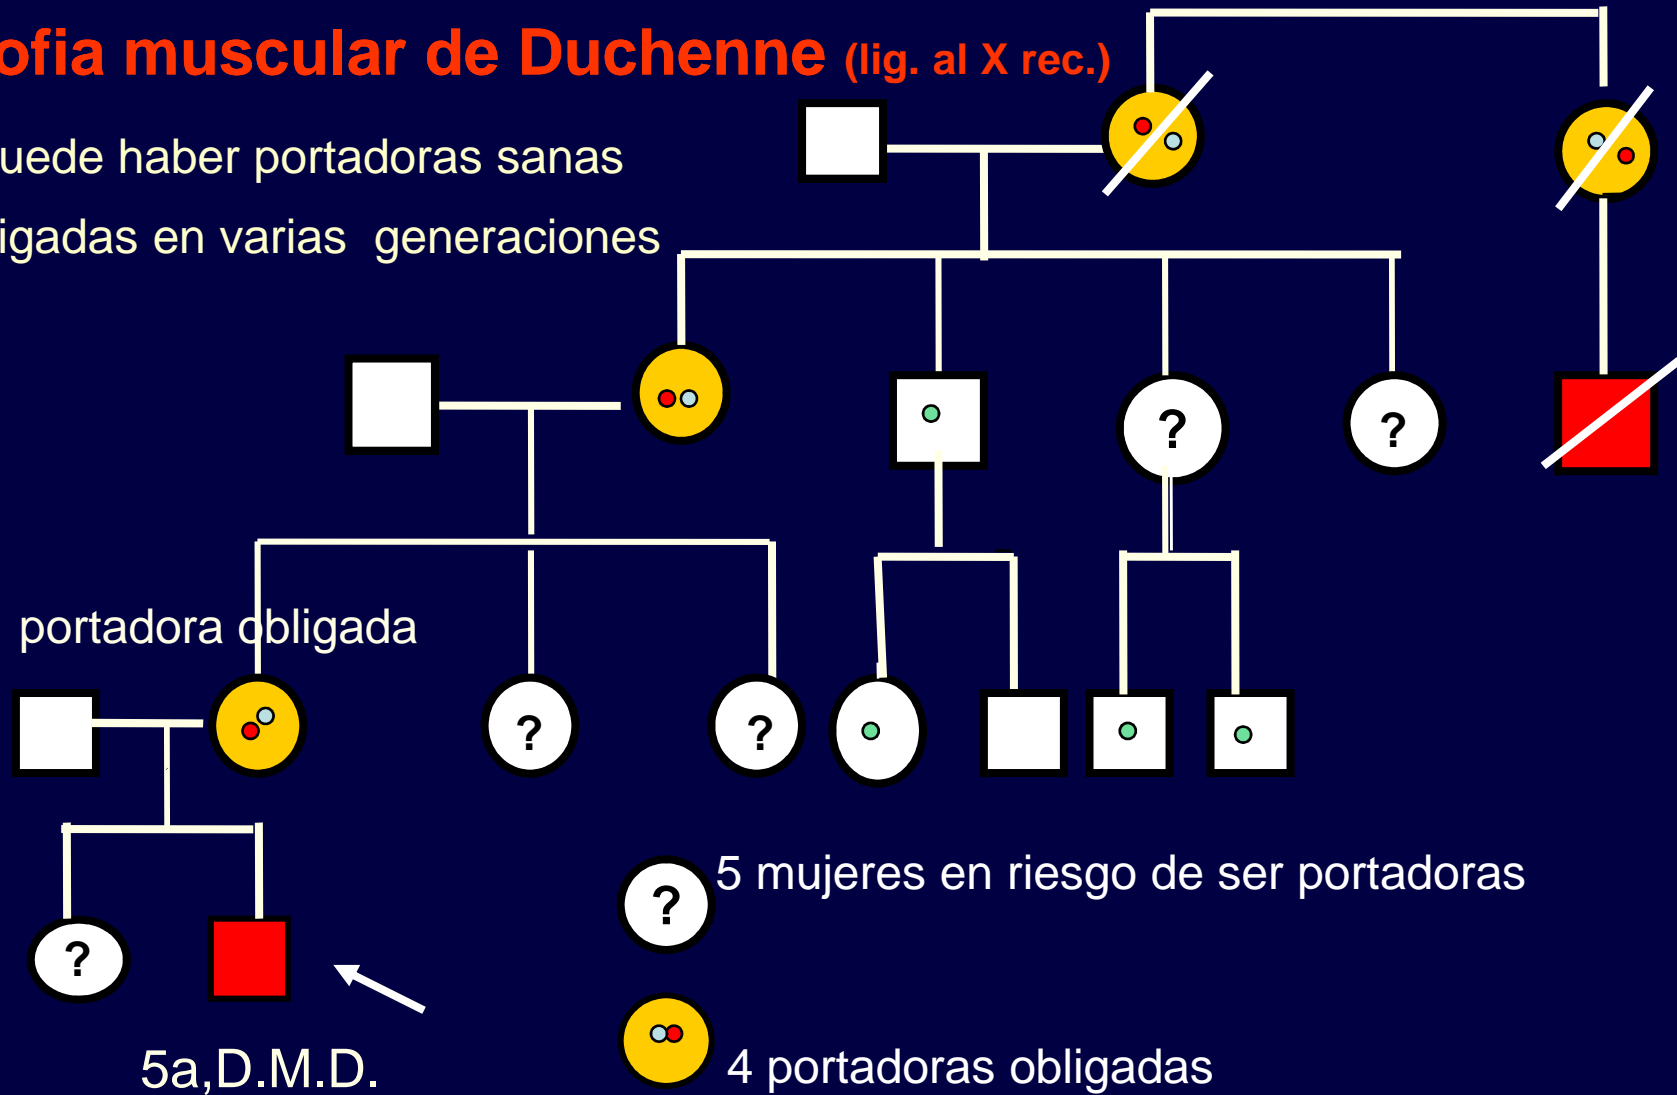 ofia muscular de Duchenne (lig. al X rec.)
uede haber portadoras sanas
igadas en varias generaciones
?
?
portadora obligada
?
?
?
?
5 mujeres en riesgo de ser portadoras
5a,D.M.D.
4 portadoras obligadas